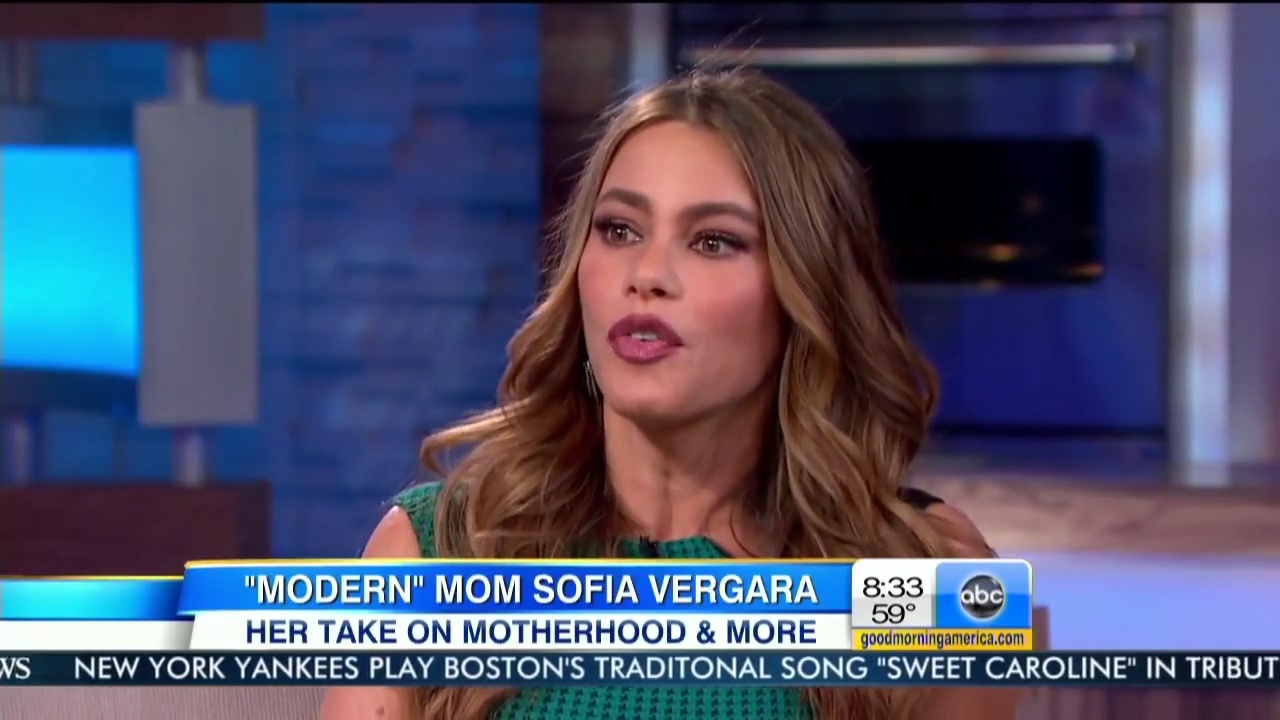 "MODERN" MOM SOFIA VERGARA
HER TAKE ON MOTHERHOOD & MORE
8:33
59°
abc
goodmorningamerica.com
WS NEW YORK YANKEES PLAY BOSTON'S TRADITONAL SONG "SWEET CAROLINE" IN TRIBUT